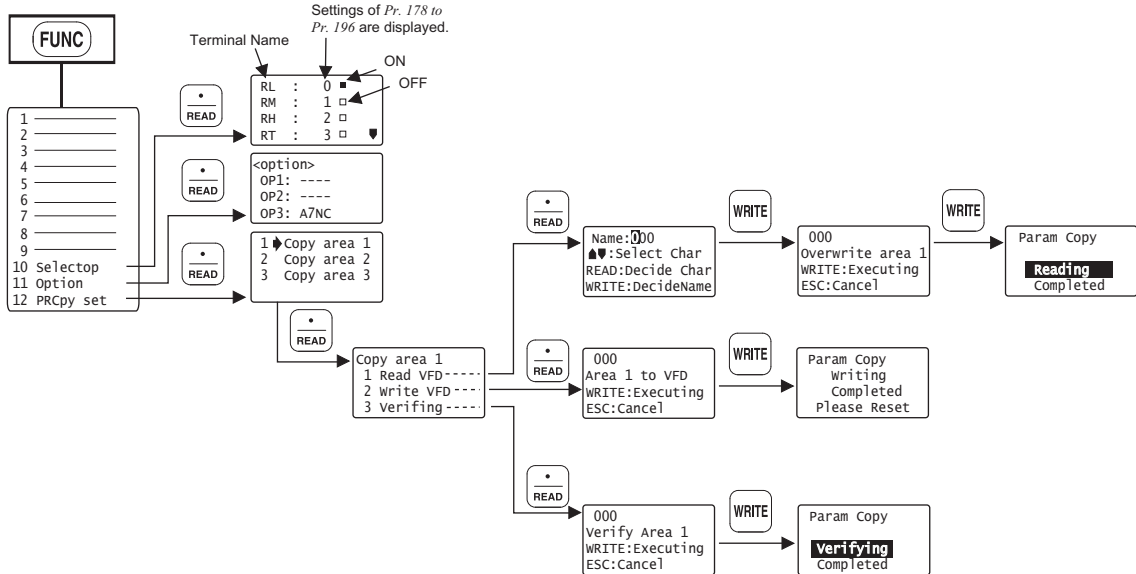 Settings of Pr. 178 to
Pr. 196 are displayed.
FUNC
Terminal Name
ON
OFF
READ
RL : 0
RM : 1
RH : 2
RT : 3
1
2
3
4
5
6
7
8
9
10 Selectop
11 Option
12 PRCpy set
READ
<option>
OP1: ----
OP2: ----
OP3: A7NC
READ
1 Copy area 1
2 Copy area 2
3 Copy area 3
READ
Copy area 1
1 Read VFD-----
2 Write VFD----
3 Verifing-----
READ
Name:000
:Select Char
READ:Decide Char
WRITE:DecideName
WRITE
000
Overwrite area 1
WRITE:Executing
ESC:Cancel
WRITE
Param Copy
Reading
Completed
READ
000
Area 1 to VFD
WRITE:Executing
ESC:Cancel
WRITE
Param Copy
Writing
Completed
Please Reset
READ
000
Verify Area 1
WRITE:Executing
ESC:Cancel
WRITE
Param Copy
Verifying
Completed